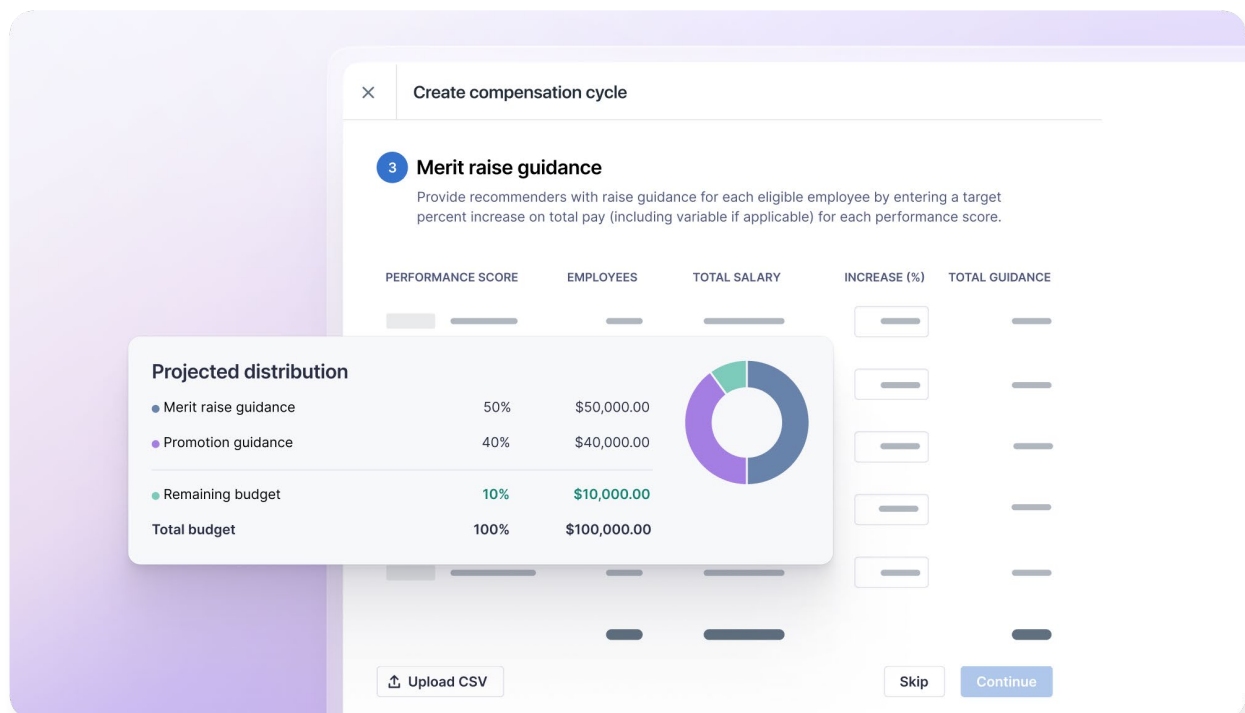 Create compensation cycle
3 Merit raise guidance
Provide recommenders with raise guidance for each eligible employee by entering a target
percent increase on total pay (including variable if applicable) for each performance score.
PERFORMANCE SCORE EMPLOYEES TOTAL SALARY INCREASE (%) TOTAL GUIDANCE
Projected distribution
Merit raise guidance 50% $50,000.00
Promotion guidance 40% $40,000.00
Remaining budget 10% $10,000.00
Total budget 100% $100,000.00
Upload CSV Skip Continue